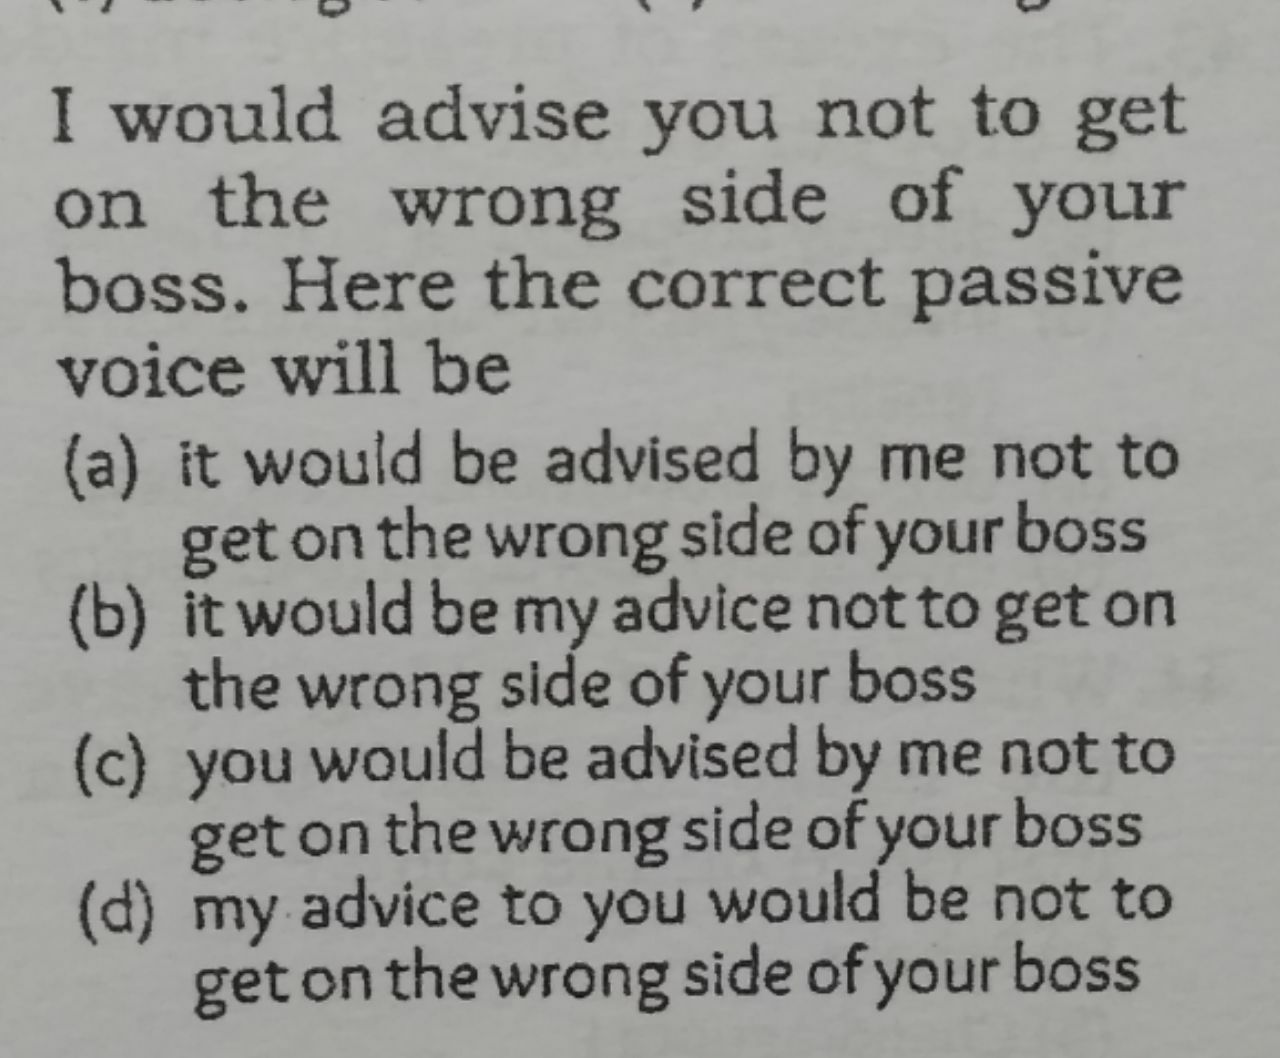 I would advise you not to get
on the wrong side of your
boss. Here the correct passive
voice will be
(a) it would be advised by me not to
get on the wrong side of your boss
(b) it would be my advice not to get on
the wrong side of your boss
(c) you would be advised by me not to
get on the wrong side of your boss
(d) my advice to you would be not to
get on the wrong side of your boss